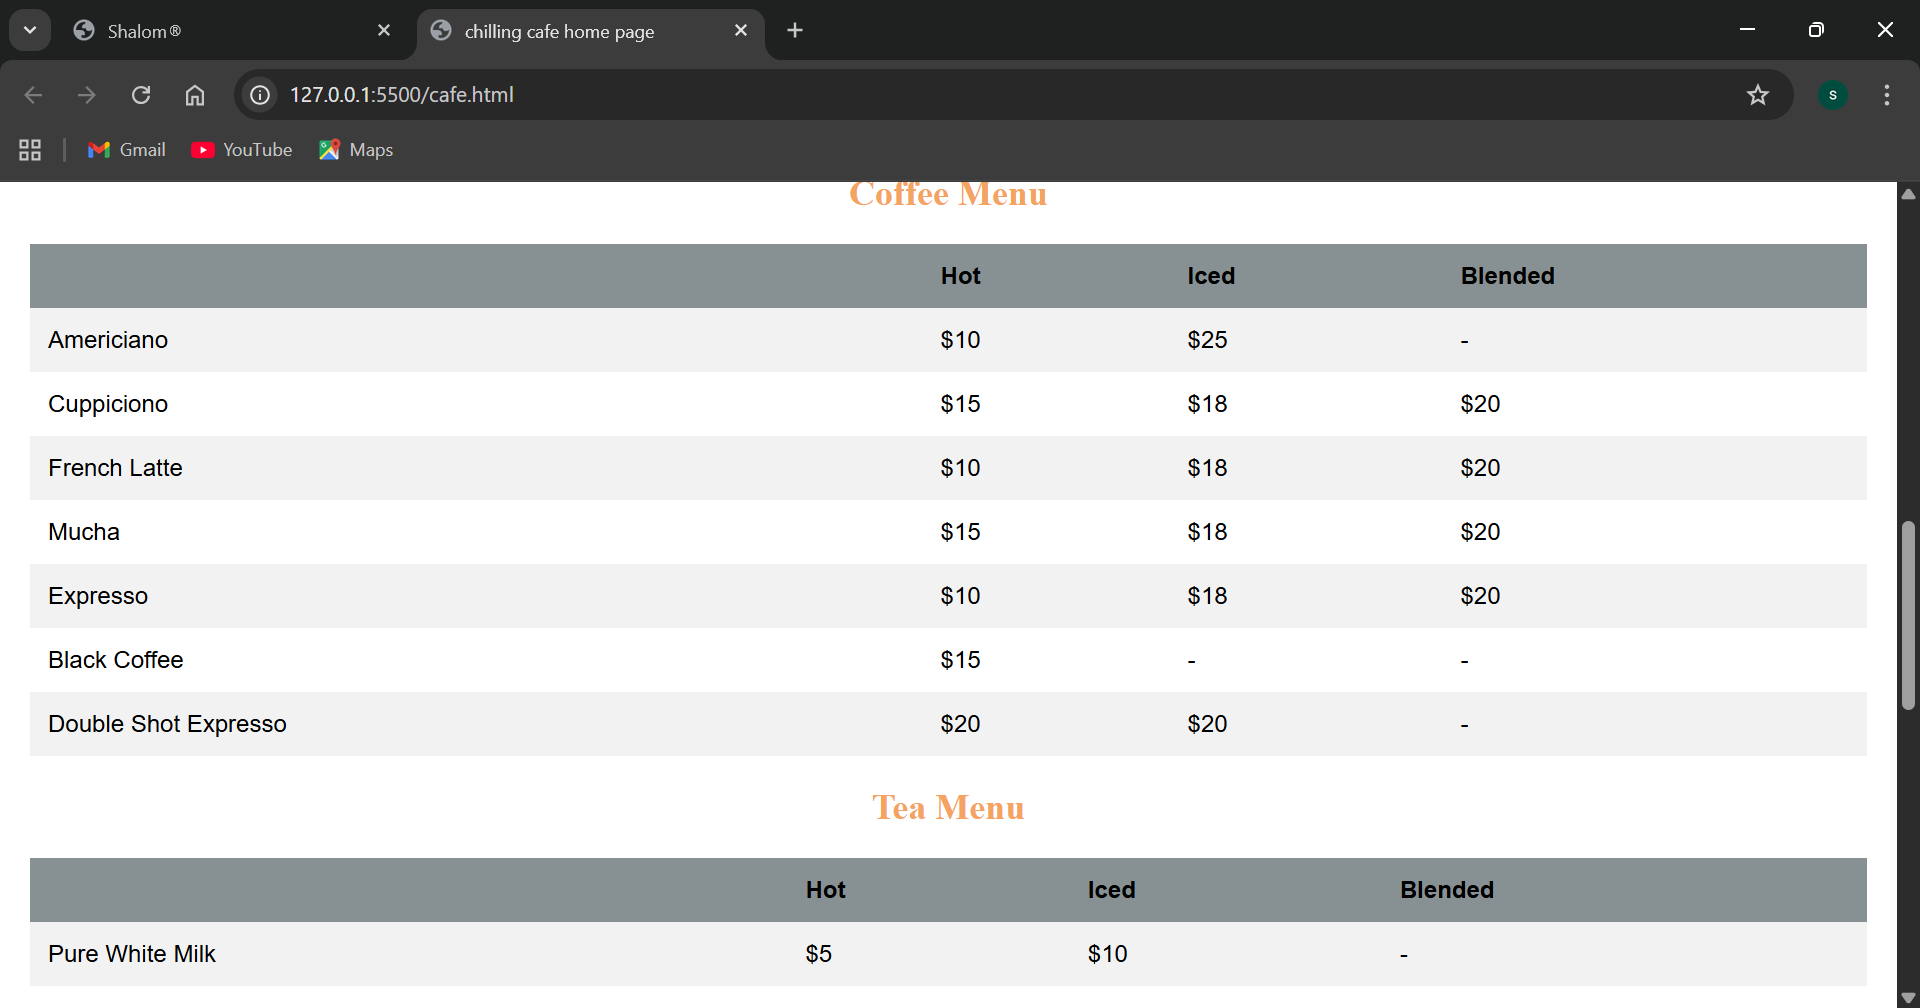 Shalom®
chilling cafe home page
127.0.0.1:5500/cafe.html
S
Gmail YouTube Maps
Coffee Menu
Hot Iced Blended
Americiano $10 $25 -
Cuppiciono $15 $18 $20
French Latte $10 $18 $20
Mucha $15 $18 $20
Expresso $10 $18 $20
Black Coffee $15 - -
Double Shot Expresso $20 $20 -
Tea Menu
Hot Iced Blended
Pure White Milk $5 $10 -